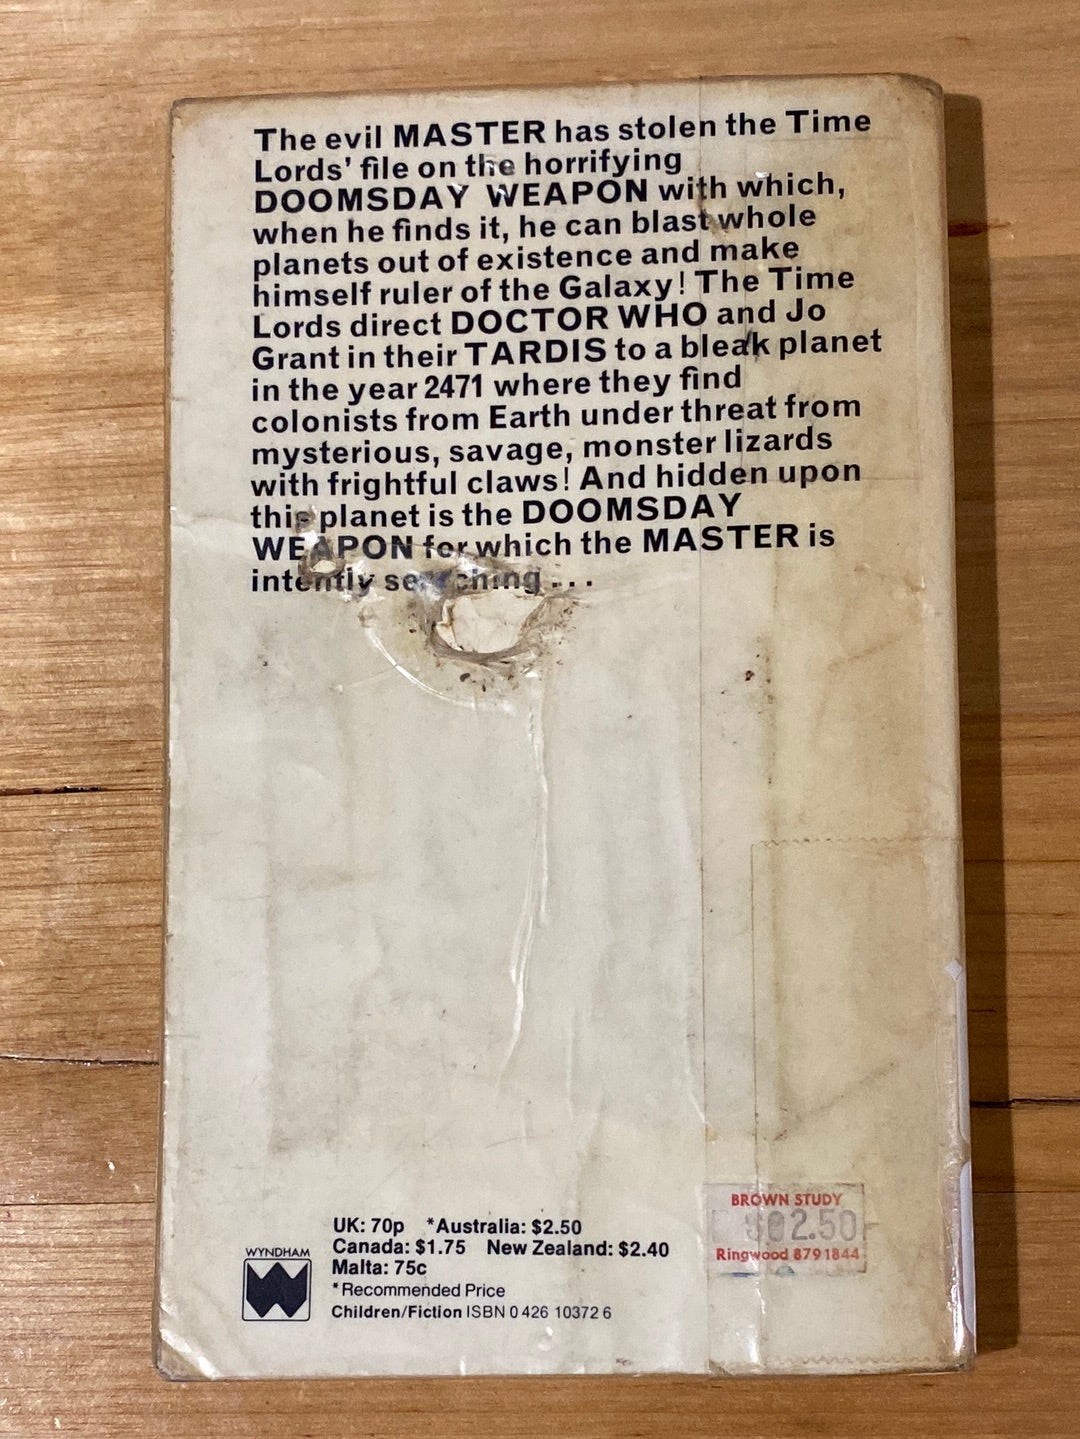 The evil MASTER has stolen the Time
Lords' file on the horrifying
DOOMSDAY WEAPON with which,
when he finds it, he can blast whole
planets out of existence and make
himself ruler of the Galaxy! The Time
Lords direct DOCTOR WHO and Jo
Grant in their TARDIS to a bleak planet
in the year 2471 where they find
colonists from Earth under threat from
mysterious, savage, monster lizards
with frightful claws! And hidden upon
this planet is the DOOMSDAY
WEAPON for which the MASTER is
intently searching...
UK: 70p *Australia: $2.50
Canada: $1.75 New Zealand: $2.40
Malta: 75c
*Recommended Price
Children/Fiction ISBN 0 426 10372 6
WYNDHAM
BROWN STUDY
$02.50
Ringwood 8791844